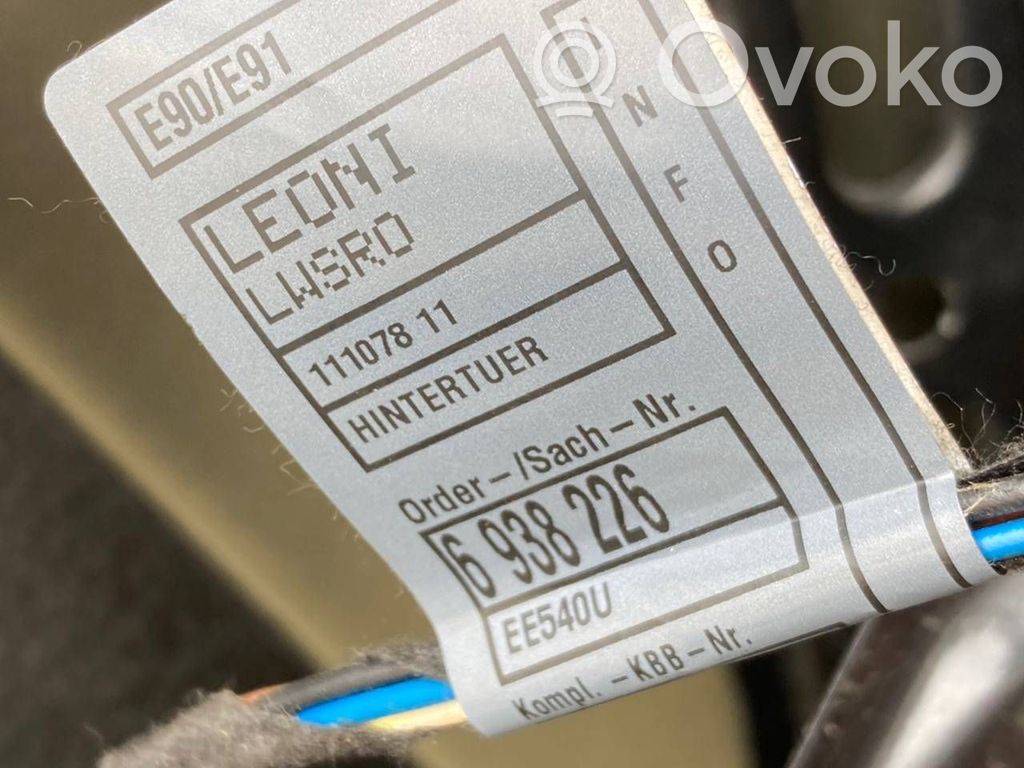 Ovoko
E90/E91
LEONI
LWSRO
111078 11
HINTERTUER
I N F O
Order-/Sach-Nr.
6 938 226
EE540U
Kompl. -KBB-Nr.